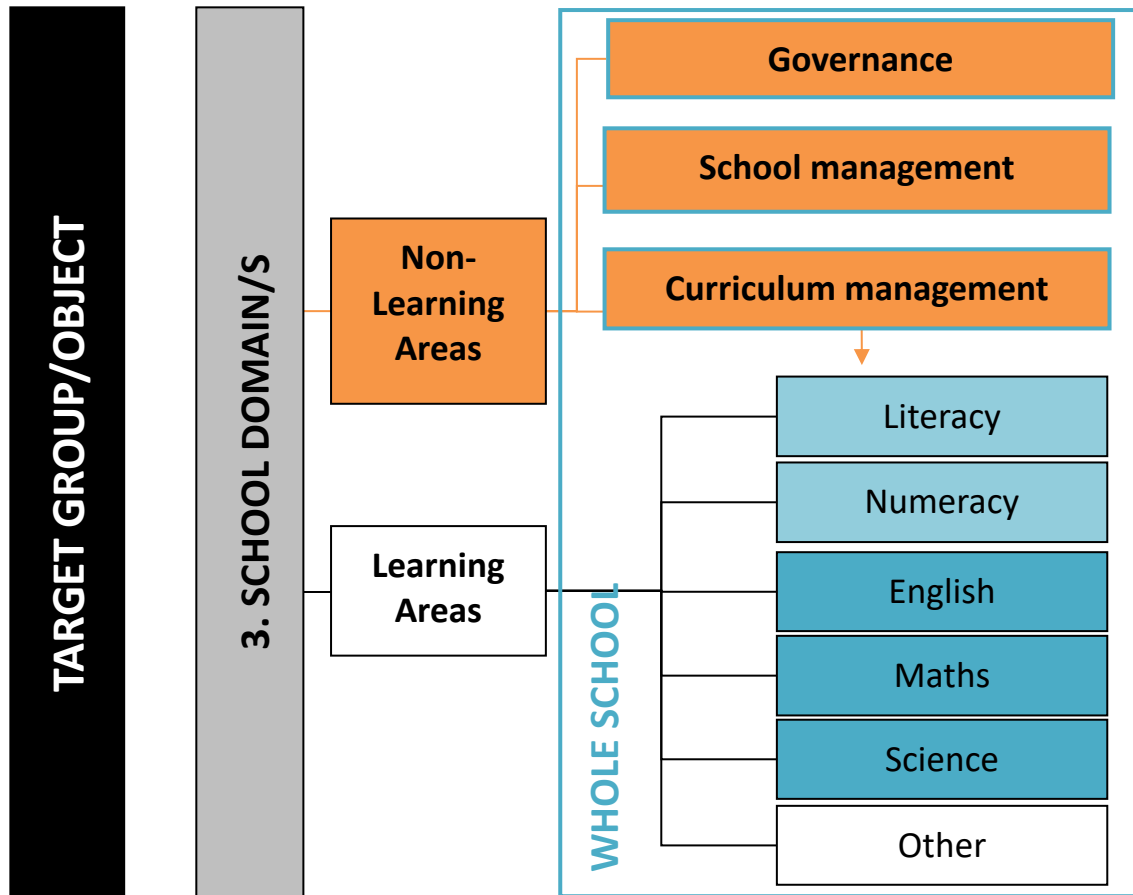 TARGET GROUP/OBJECT
3. SCHOOL DOMAIN/S
Non-
Learning
Areas
Learning
Areas
WHOLE SCHOOL
Governance
School management
Curriculum management
Literacy
Numeracy
English
Maths
Science
Other